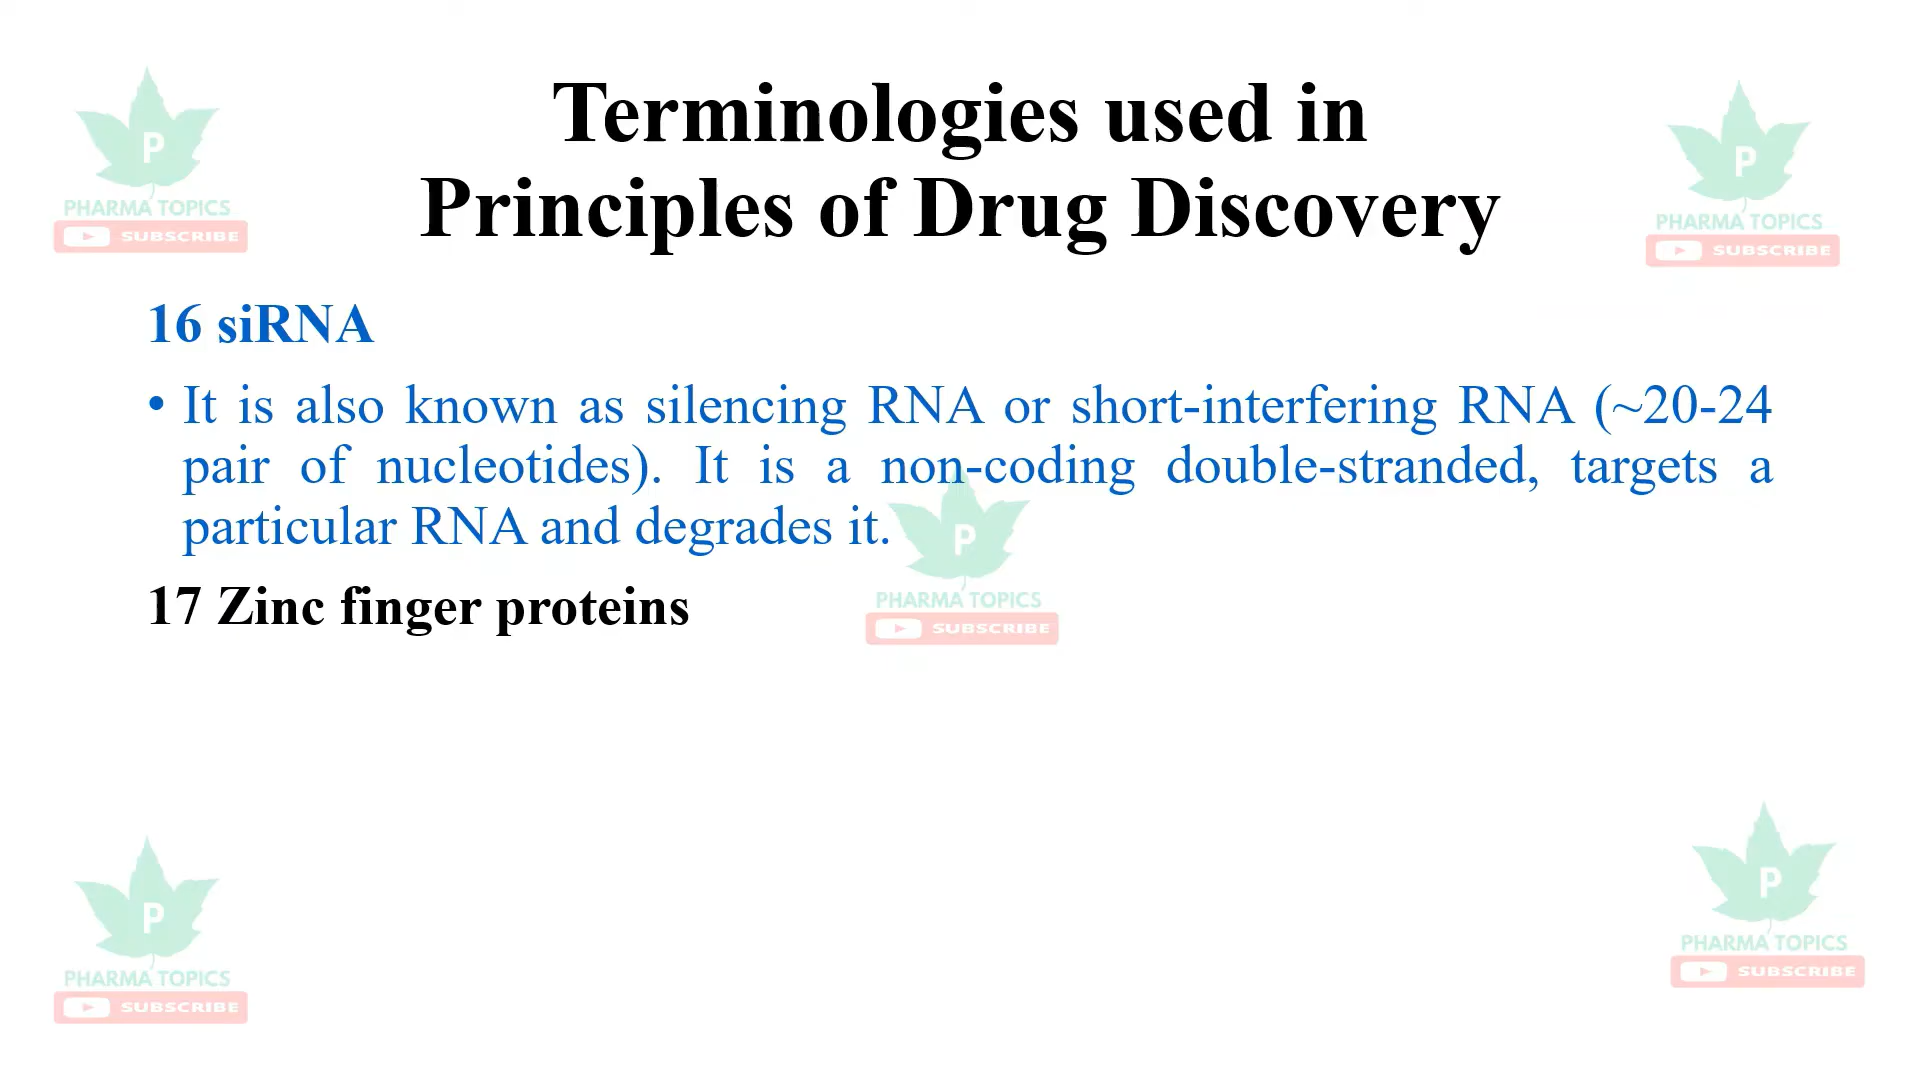 Terminologies used in
Principles of Drug Discovery
P
PHARMA TOPICS
SUBSCRIBE
P
PHARMA TOPICS
SUBSCRIBE
16 siRNA
• It is also known as silencing RNA or short-interfering RNA (~20-24
pair of nucleotides). It is a non-coding double-stranded, targets a
particular RNA and degrades it.
P
PHARMA TOPICS
SUBSCRIBE
17 Zinc finger proteins
P
PHARMA TOPICS
SUBSCRIBE
P
PHARMA TOPICS
SUBSCRIBE